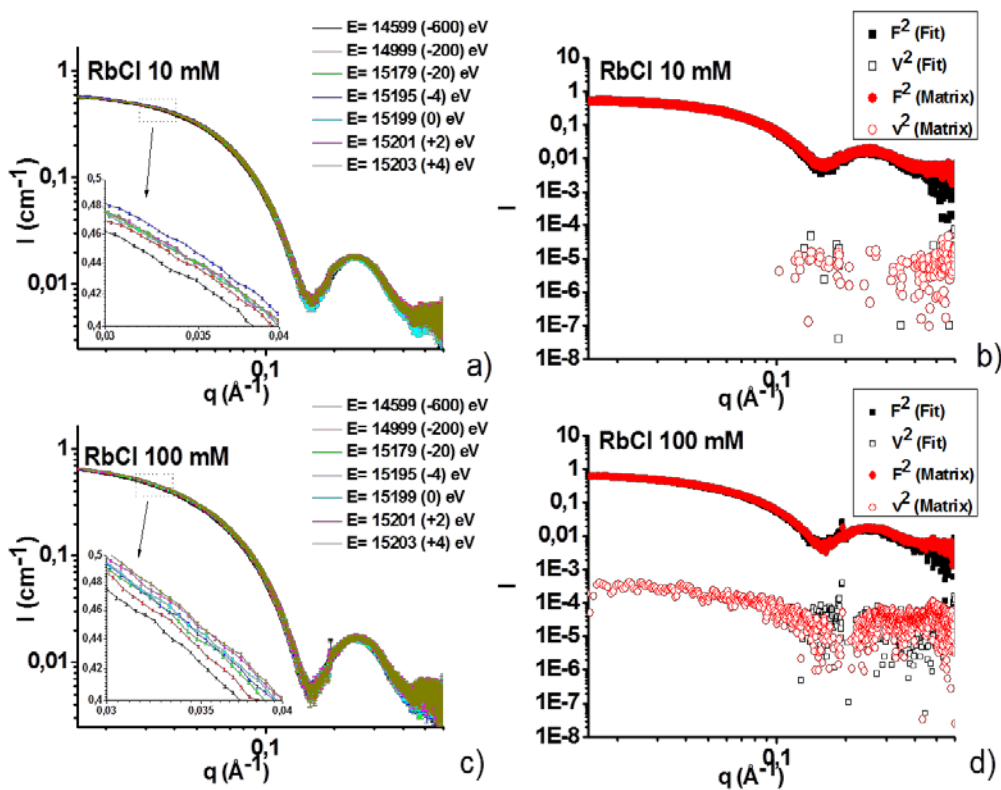 E= 14599 (-600) eV
E= 14999 (-200) eV
E= 15179 (-20) eV
E= 15195 (-4) eV
E= 15199 (0) eV
E= 15201 (+2) eV
E= 15203 (+4) eV
RbCl 10 mM
1
0,1
0,01
I (cm⁻¹)
0,5
0,48
0,46
0,44
0,42
0,4
0,03
0,035
0,04
0,1
q (Å⁻¹)
a)
F² (Fit)
V² (Fit)
F² (Matrix)
v² (Matrix)
RbCl 10 mM
10
1
0,1
0,01
1E-3
1E-4
1E-5
1E-6
1E-7
1E-8
I
0,1
q (Å⁻¹)
b)
E= 14599 (-600) eV
E= 14999 (-200) eV
E= 15179 (-20) eV
E= 15195 (-4) eV
E= 15199 (0) eV
E= 15201 (+2) eV
E= 15203 (+4) eV
RbCl 100 mM
1
0,1
0,01
I (cm⁻¹)
0,5
0,48
0,46
0,44
0,42
0,4
0,03
0,035
0,04
0,1
q (Å⁻¹)
c)
F² (Fit)
V² (Fit)
F² (Matrix)
v² (Matrix)
RbCl 100 mM
10
1
0,1
0,01
1E-3
1E-4
1E-5
1E-6
1E-7
1E-8
I
0,1
q (Å⁻¹)
d)